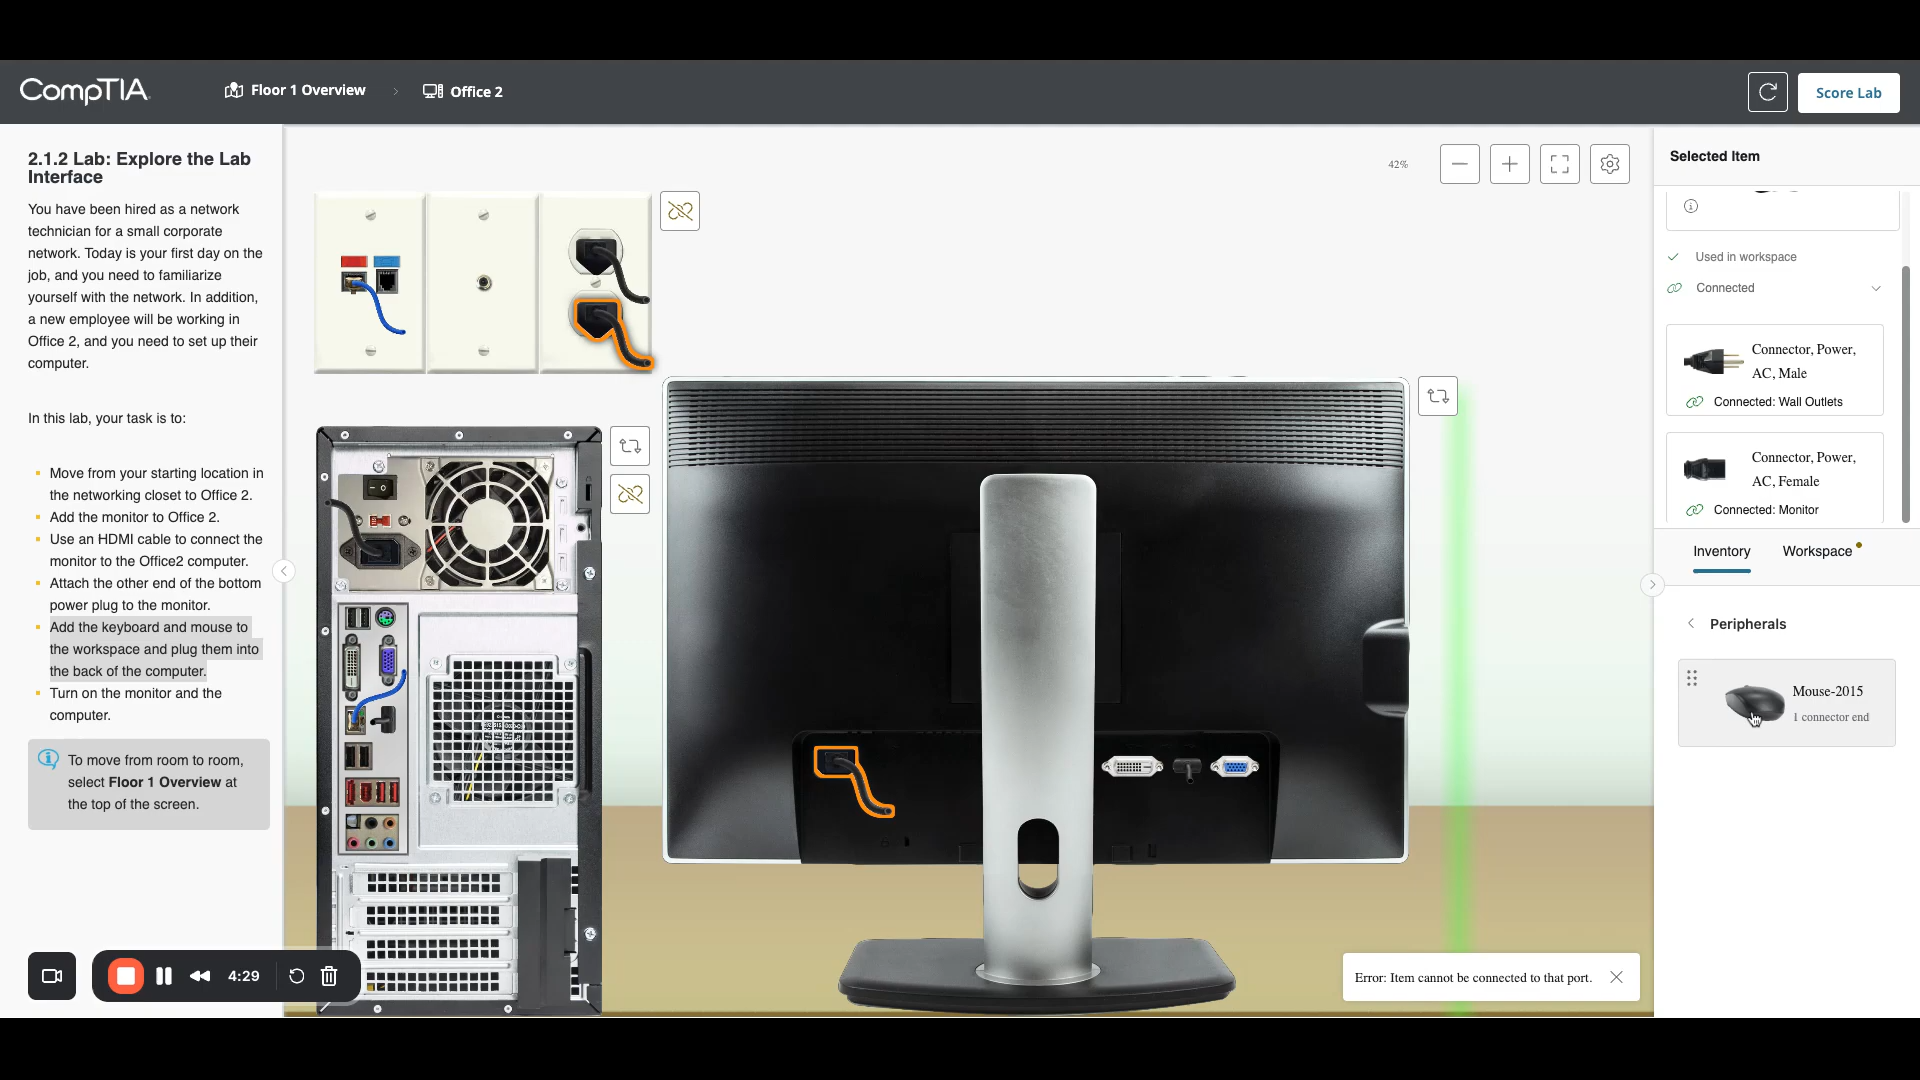 CompTIA.
Floor 1 Overview
Office 2
Score Lab
2.1.2 Lab: Explore the Lab
Interface
You have been hired as a network
technician for a small corporate
network. Today is your first day on the
job, and you need to familiarize
yourself with the network. In addition,
a new employee will be working in
Office 2, and you need to set up their
computer.
In this lab, your task is to:
Move from your starting location in
the networking closet to Office 2.
Add the monitor to Office 2.
Use an HDMI cable to connect the
monitor to the Office2 computer.
Attach the other end of the bottom
power plug to the monitor.
Add the keyboard and mouse to
the workspace and plug them into
the back of the computer.
Turn on the monitor and the
computer.
To move from room to room,
select Floor 1 Overview at
the top of the screen.
4:29
42%
Error: Item cannot be connected to that port.
Selected Item
Used in workspace
Connected
Connector, Power,
AC, Male
Connected: Wall Outlets
Connector, Power,
AC, Female
Connected: Monitor
Inventory
Workspace
Peripherals
Mouse-2015
1 connector end